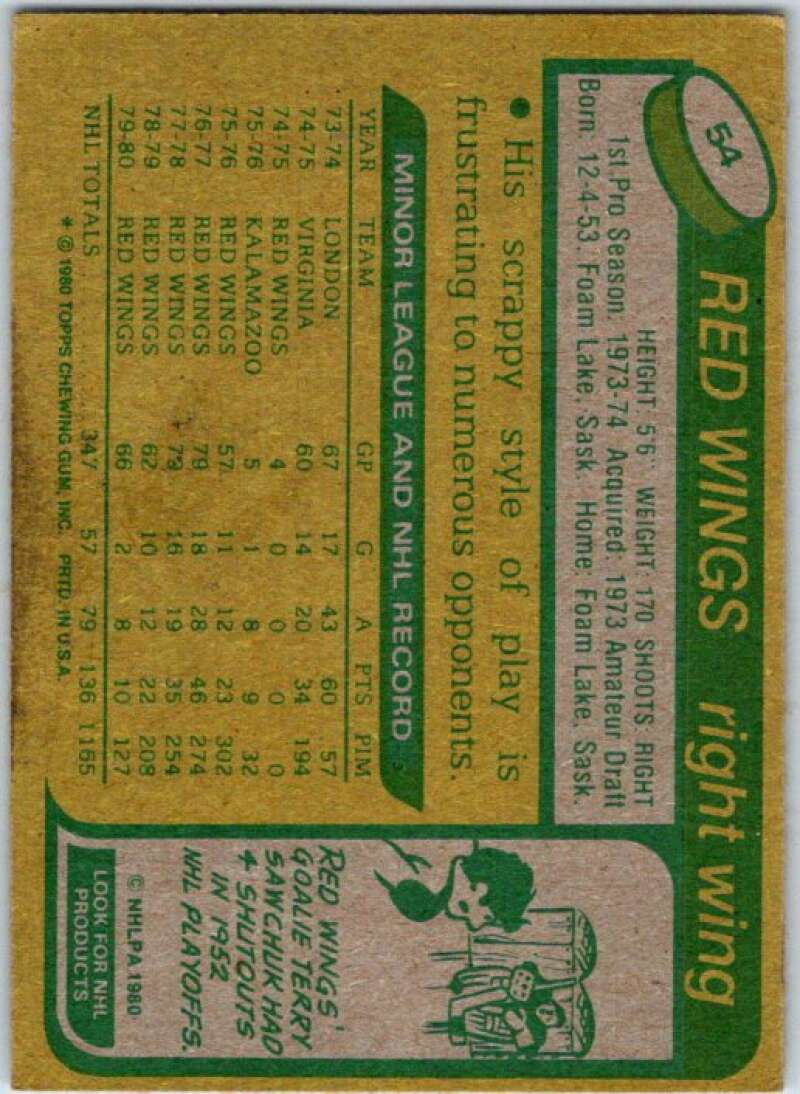 54
RED WINGS right wing
HEIGHT: 5'6" WEIGHT: 170 SHOOTS: RIGHT
1st Pro Season: 1973-74 Acquired: 1973 Amateur Draft
Born: 12-4-53, Foam Lake, Sask. Home: Foam Lake, Sask.
• His scrappy style of play is
frustrating to numerous opponents.
MINOR LEAGUE AND NHL RECORD
YEAR TEAM GP G A PTS PIM
73-74 LONDON 67 17 43 60 57
74-75 VIRGINIA 60 14 20 34 194
74-75 RED WINGS 4 0 0 0 0
75-76 KALAMAZOO 5 1 8 9 32
75-76 RED WINGS 57 11 12 23 302
76-77 RED WINGS 79 18 28 46 274
77-78 RED WINGS 79 16 19 35 254
78-79 RED WINGS 62 10 12 22 208
79-80 RED WINGS 66 2 8 10 127
NHL TOTALS 347 57 79 136 1165
* © 1980 TOPPS CHEWING GUM, INC. PRTD. IN U.S.A.
RED WINGS'
GOALIE TERRY
SAWCHUK HAD
4 SHUTOUTS
IN 1952
NHL PLAYOFFS.
© NHLPA 1980
LOOK FOR NHL
PRODUCTS